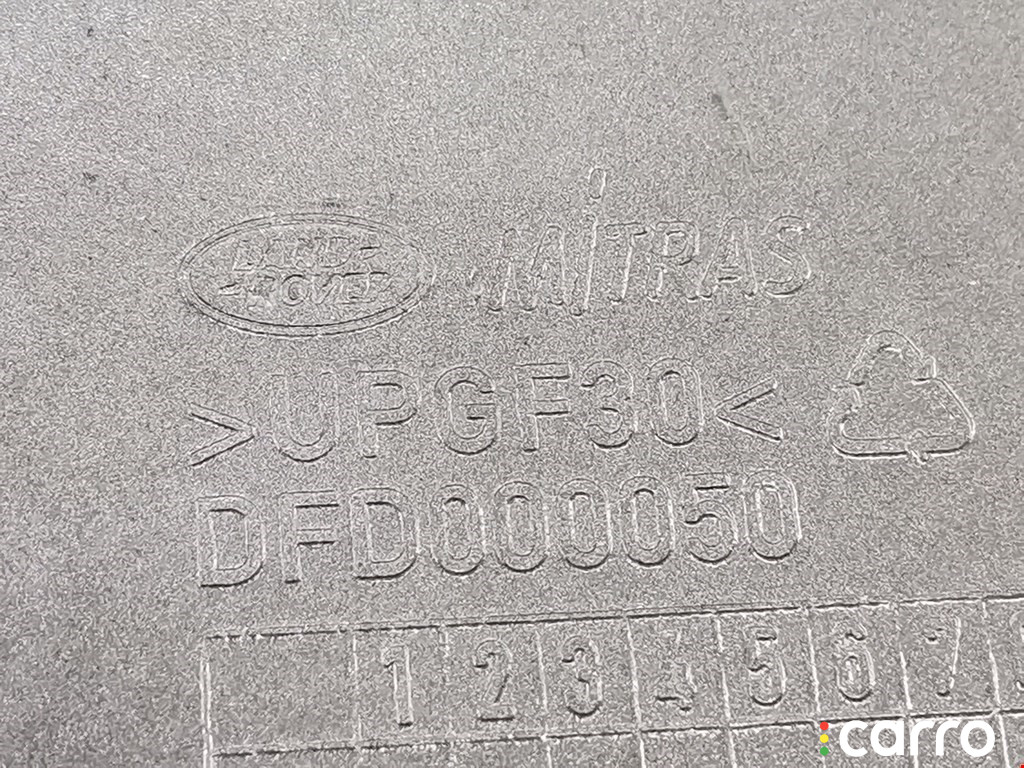 LAND-
ROVER
MiTRAS
>UPGF30<
DFD000050
1 2 3 4 5 6 7
carro